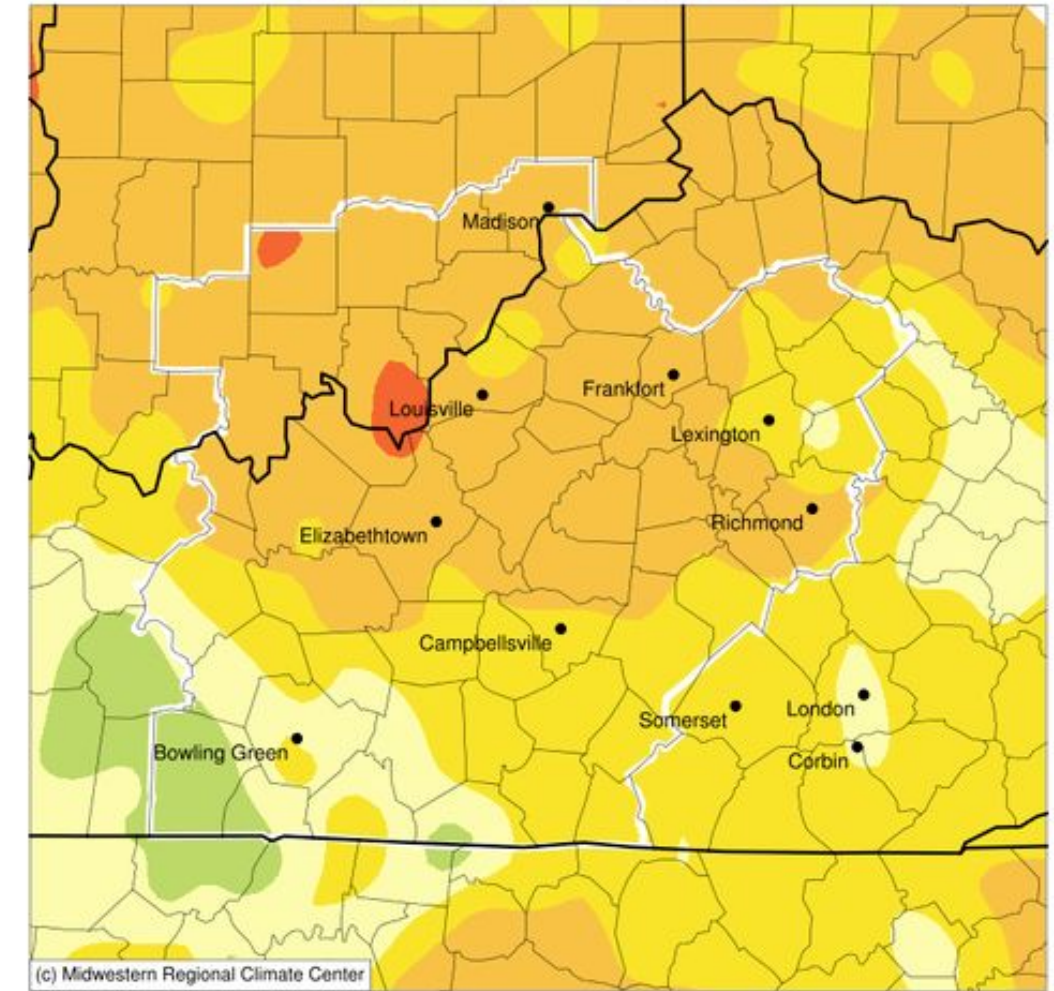 Madison
Frankfort
Louisville
Lexington
Richmond
Elizabethtown
Campbellsville
London
Somerset
Bowling Green
Corbin
(c) Midwestern Regional Climate Center